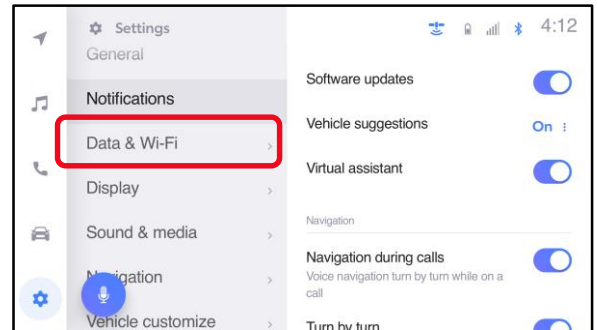 Settings
4:12
General
Notifications
Data & Wi-Fi
Display
Sound & media
Navigation
Vehicle customize
Software updates
Vehicle suggestions
On
Virtual assistant
Navigation
Navigation during calls
Voice navigation turn by turn while on a
call
Turn by turn